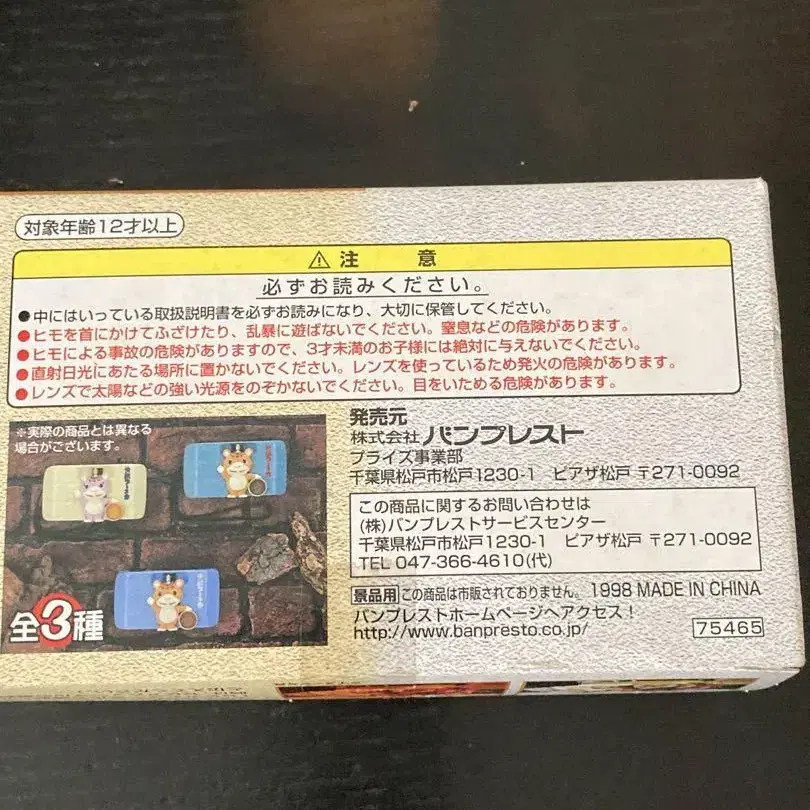 対象年齢12才以上
⚠注 意
必ずお読みください。
●中にはいっている取扱説明書を必ずお読みになり、大切に保管してください。
●ヒモを首にかけてふざけたり、乱暴に遊ばないでください。窒息などの危険があります。
●ヒモによる事故の危険がありますので、3才未満のお子様には絶対に与えないでください。
●直射日光にあたる場所に置かないでください。レンズを使っているため発火の危険があります。
●レンズで太陽などの強い光源をのぞかないでください。目をいためる危険があります。
※実際の商品とは異なる
場合がございます。
全3種
発売元
株式会社 バンプレスト
プライズ事業部
千葉県松戸市松戸1230-1 ピアザ松戸 〒271-0092
この商品に関するお問い合わせは
(株)バンプレストサービスセンター
千葉県松戸市松戸1230-1 ピアザ松戸 〒271-0092
TEL 047-366-4610(代)
景品用 この商品は市販されておりません。 1998 MADE IN CHINA
バンプレストホームページへアクセス!
http://www.banpresto.co.jp/
75465